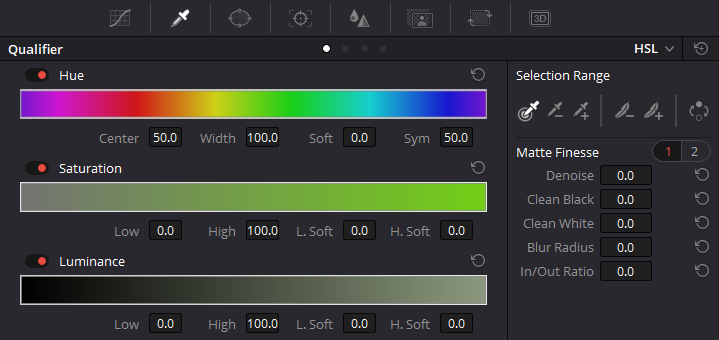 3D
Qualifier
HSL
Hue
Center 50.0 Width 100.0 Soft 0.0 Sym 50.0
Saturation
Low 0.0 High 100.0 L. Soft 0.0 H. Soft 0.0
Luminance
Low 0.0 High 100.0 L. Soft 0.0 H. Soft 0.0
Selection Range
Matte Finesse 1 2
Denoise 0.0
Clean Black 0.0
Clean White 0.0
Blur Radius 0.0
In/Out Ratio 0.0